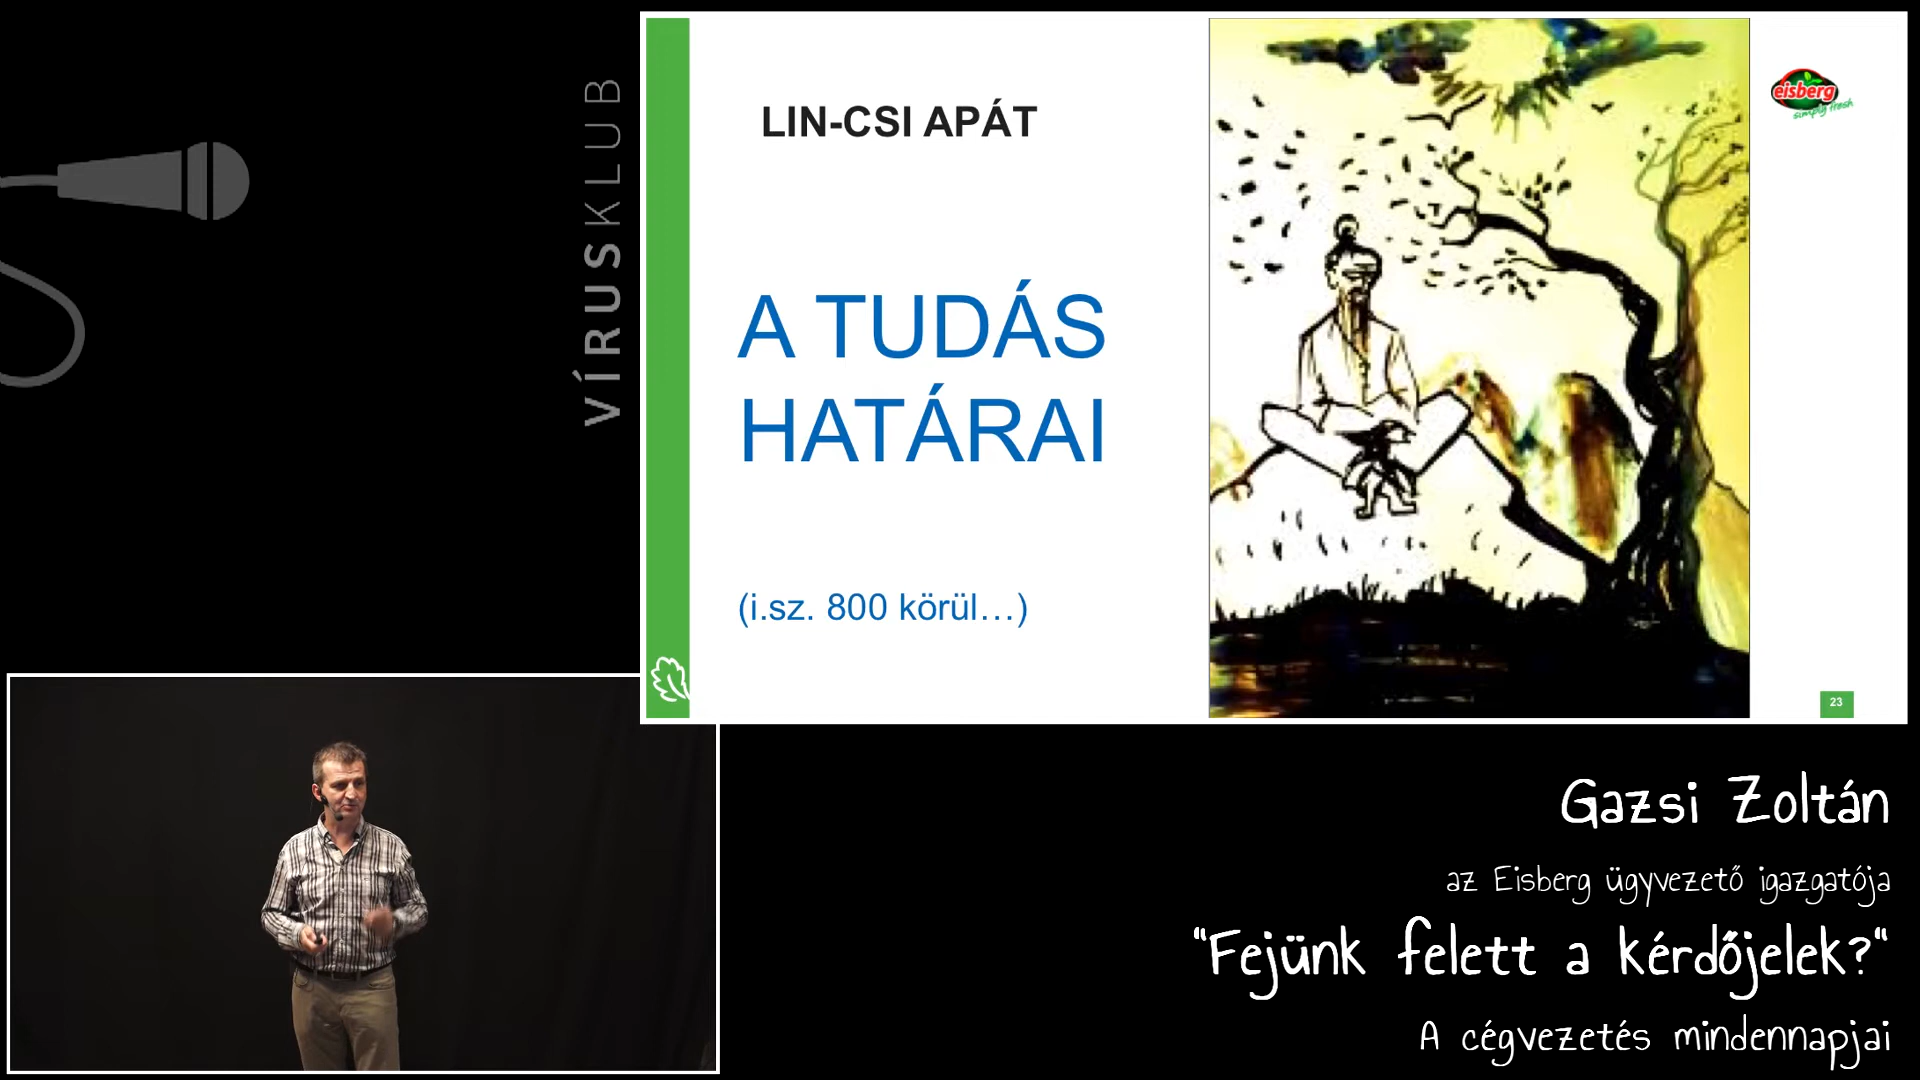 VÍRUSKLUB
LIN-CSI APÁT
A TUDÁS
HATÁRAI
(i.sz. 800 körül…)
eisberg
simply fresh
23
Gazsi Zoltán
az Eisberg ügyvezető igazgatója
"Fejünk felett a kérdőjelek?"
A cégvezetés mindennapjai